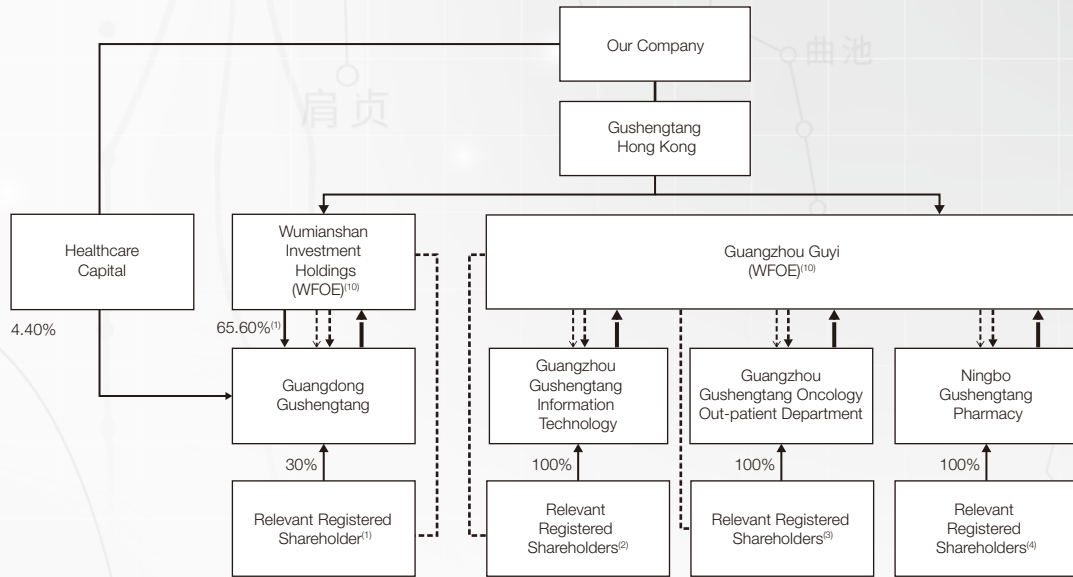 Our Company
曲池
肩贞
Gushengtang
Hong Kong
Healthcare
Capital
Wumianshan
Investment
Holdings
(WFOE)(10)
Guangzhou Guyi
(WFOE)(10)
4.40%
65.60%(1)
Guangdong
Gushengtang
Guangzhou
Gushengtang
Information
Technology
Guangzhou
Gushengtang Oncology
Out-patient Department
Ningbo
Gushengtang
Pharmacy
30%
100%
100%
100%
Relevant Registered
Shareholder(1)
Relevant
Registered
Shareholders(2)
Relevant Registered
Shareholders(3)
Relevant
Registered
Shareholders(4)